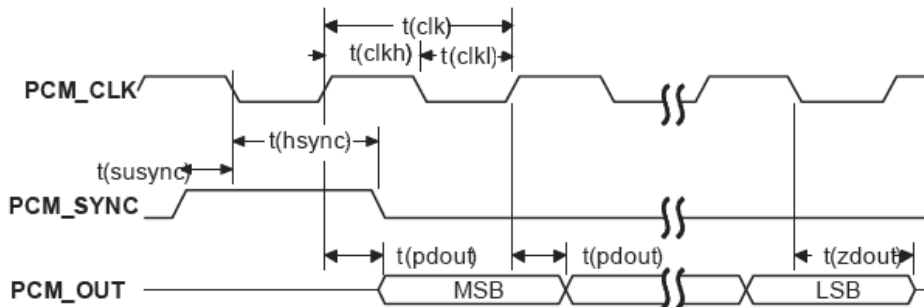 t(clk)
t(clkh) t(clkl)
PCM_CLK
t(hsync)
t(susync)
PCM_SYNC
t(pdout) t(pdout) t(zdout)
PCM_OUT MSB LSB